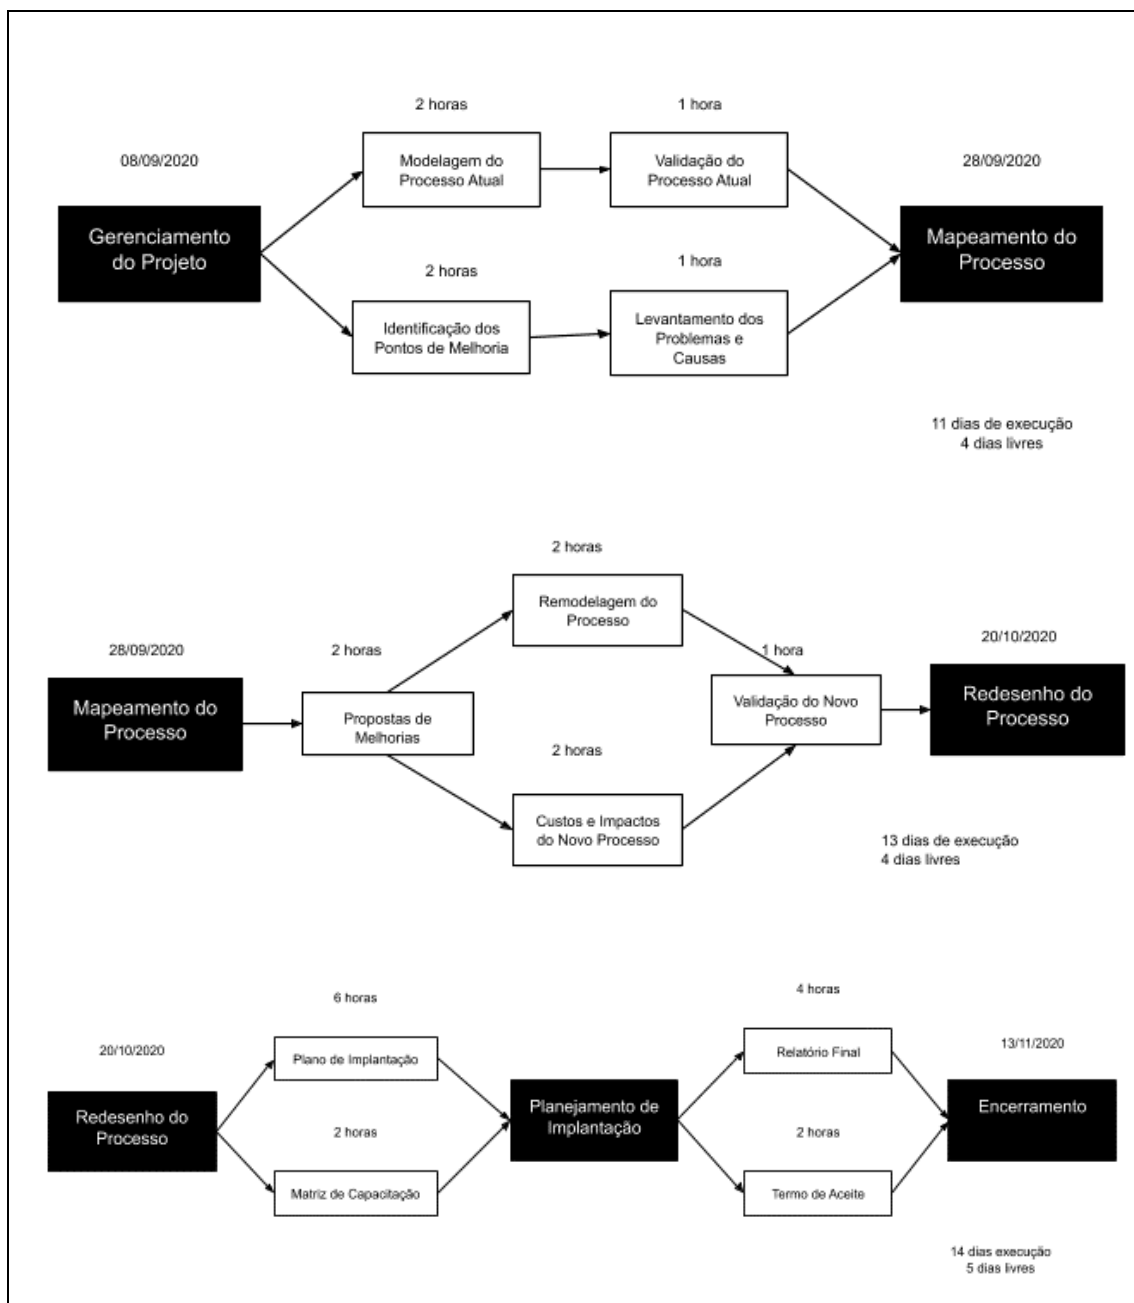 2 horas
1 hora
08/09/2020
28/09/2020
Modelagem do
Processo Atual
Validação do
Processo Atual
Gerenciamento
do Projeto
Mapeamento do
Processo
2 horas
1 hora
Identificação dos
Pontos de Melhoria
Levantamento dos
Problemas e
Causas
11 dias de execução
4 dias livres
2 horas
Remodelagem do
Processo
28/09/2020
2 horas
1 hora
20/10/2020
Mapeamento do
Processo
Propostas de
Melhorias
Validação do Novo
Processo
Redesenho do
Processo
2 horas
Custos e Impactos
do Novo Processo
13 dias de execução
4 dias livres
6 horas
4 horas
20/10/2020
13/11/2020
Plano de Implantação
Relatório Final
Redesenho do
Processo
Planejamento de
Implantação
Encerramento
2 horas
2 horas
Matriz de Capacitação
Termo de Aceite
14 dias execução
5 dias livres